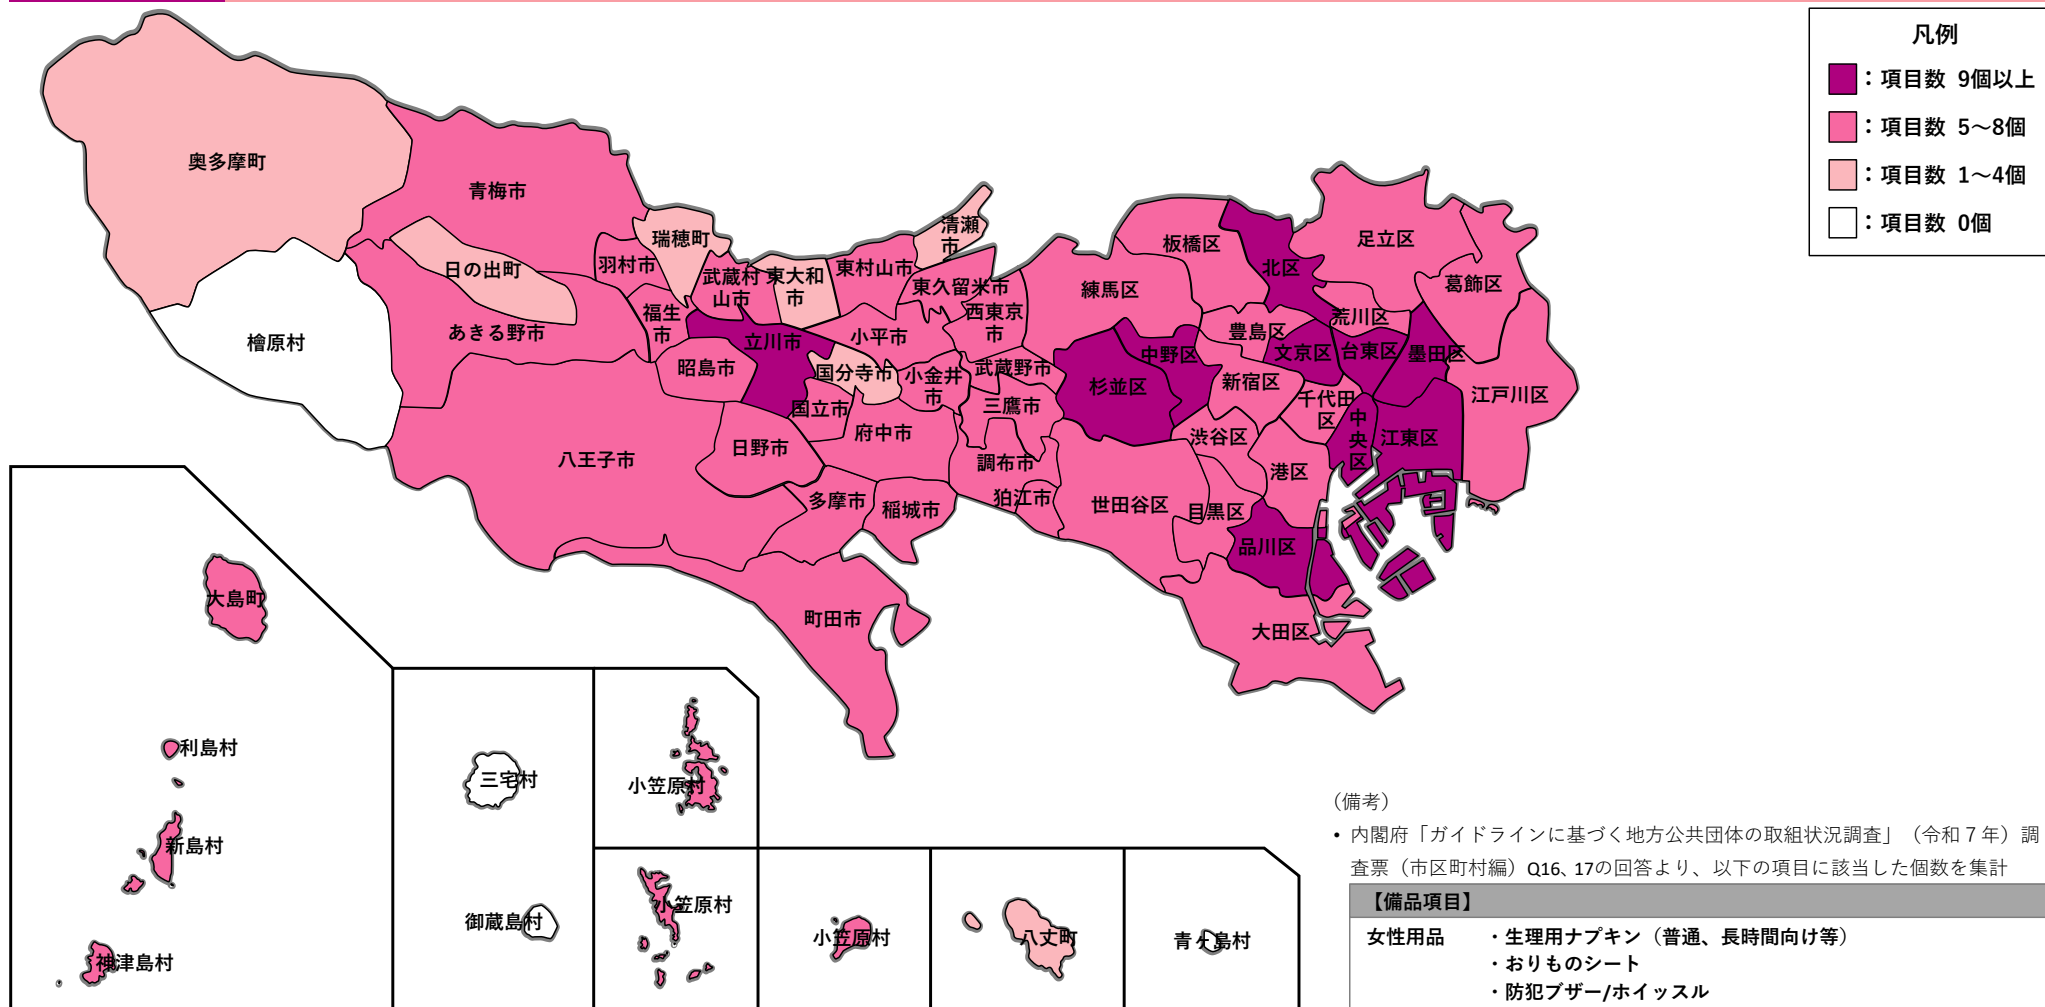 凡例
：項目数 9個以上
：項目数 5～8個
：項目数 1～4個
：項目数 0個
奥多摩町
青梅市
檜原村
日の出町
あきる野市
羽村市
瑞穂町
福生
市
武蔵村
山市
東大和
市
東村山市
清瀬
市
東久留米市
西東京
市
小平市
立川市
昭島市
国分寺市
小金井
市
武蔵野市
三鷹市
国立市
府中市
日野市
八王子市
調布市
狛江市
多摩市
稲城市
町田市
練馬区
板橋区
北区
足立区
葛飾区
荒川区
豊島区
文京区
台東区
墨田区
中野区
杉並区
新宿区
千代田
区
中
央
区
江東区
江戸川区
渋谷区
港区
世田谷区
目黒区
品川区
大田区
大島町
利島村
新島村
神津島村
三宅村
御蔵島村
小笠原村
小笠原村
小笠原村
八丈町
青ヶ島村
（備考）
• 内閣府「ガイドラインに基づく地方公共団体の取組状況調査」（令和７年）調
査票（市区町村編）Q16、17の回答より、以下の項目に該当した個数を集計
【備品項目】
女性用品 ・生理用ナプキン（普通、長時間向け等）
・おりものシート
・防犯ブザー/ホイッスル